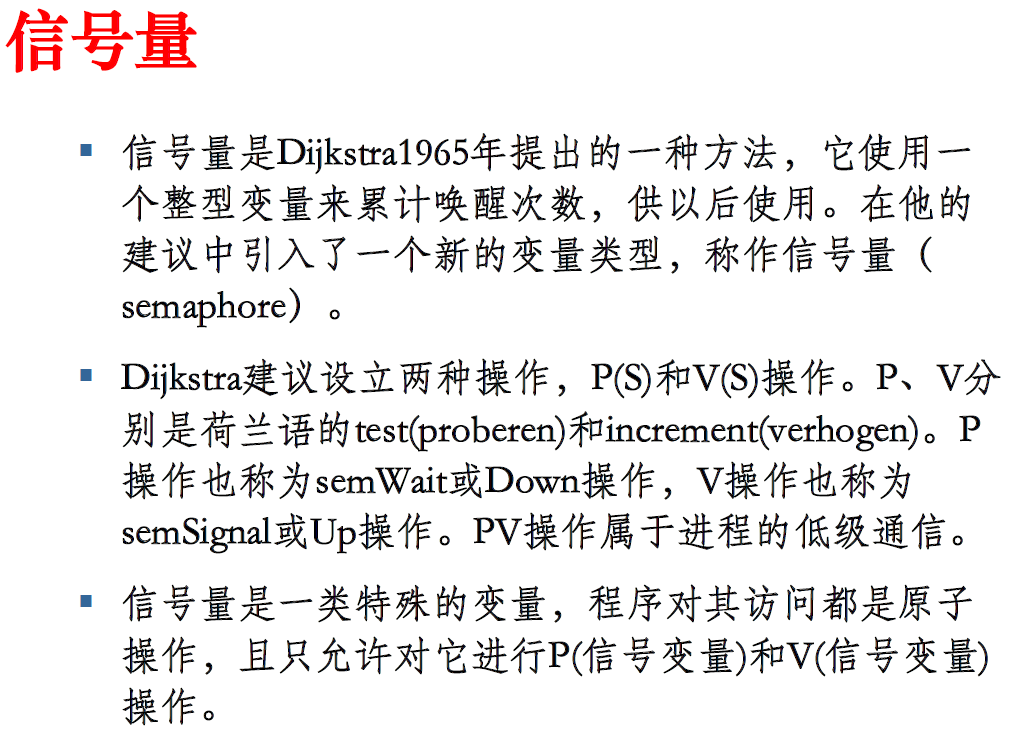 信号量
信号量是Dijkstra1965年提出的一种方法，它使用一
个整型变量来累计唤醒次数，供以后使用。在他的
建议中引入了一个新的变量类型，称作信号量（
semaphore）。
Dijkstra建议设立两种操作，P(S)和V(S)操作。P、V分
别是荷兰语的test(proberen)和increment(verhogen)。P
操作也称为semWait或Down操作，V操作也称为
semSignal或Up操作。PV操作属于进程的低级通信。
信号量是一类特殊的变量，程序对其访问都是原子
操作，且只允许对它进行P(信号变量)和V(信号变量)
操作。